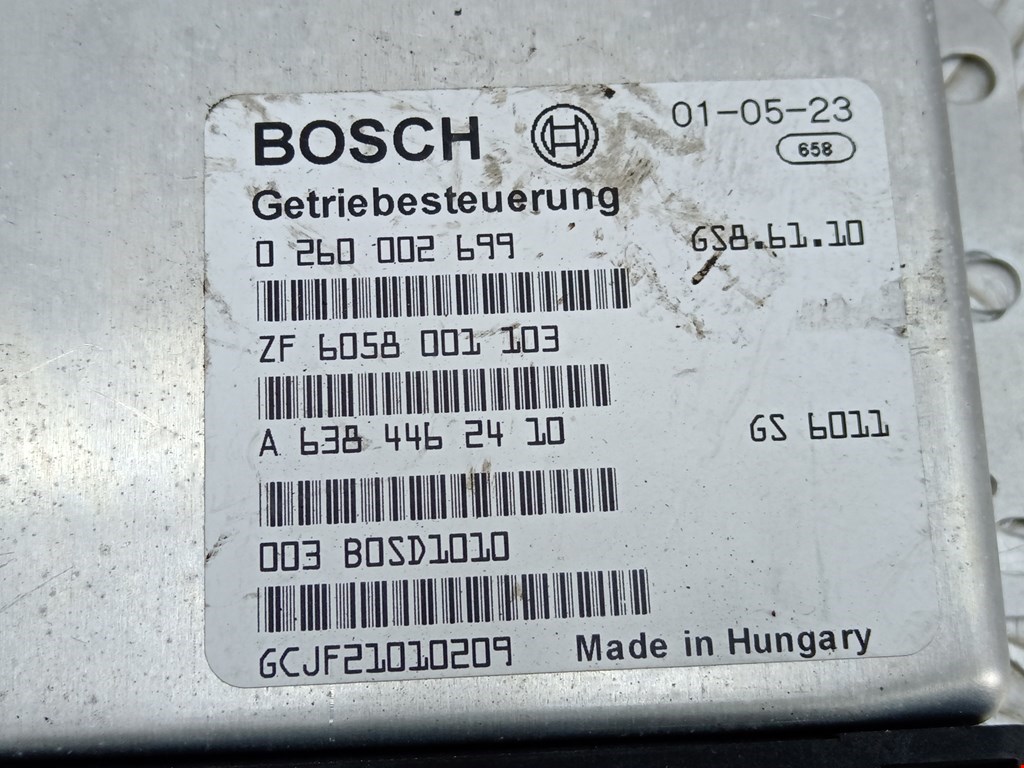 BOSCH 01-05-23
658
Getriebesteuerung
0 260 002 699 GS8.61.10
ZF 6058 001 103
A 638 446 24 10 GS 6011
003 BOSD1010
GCJF21010209 Made in Hungary